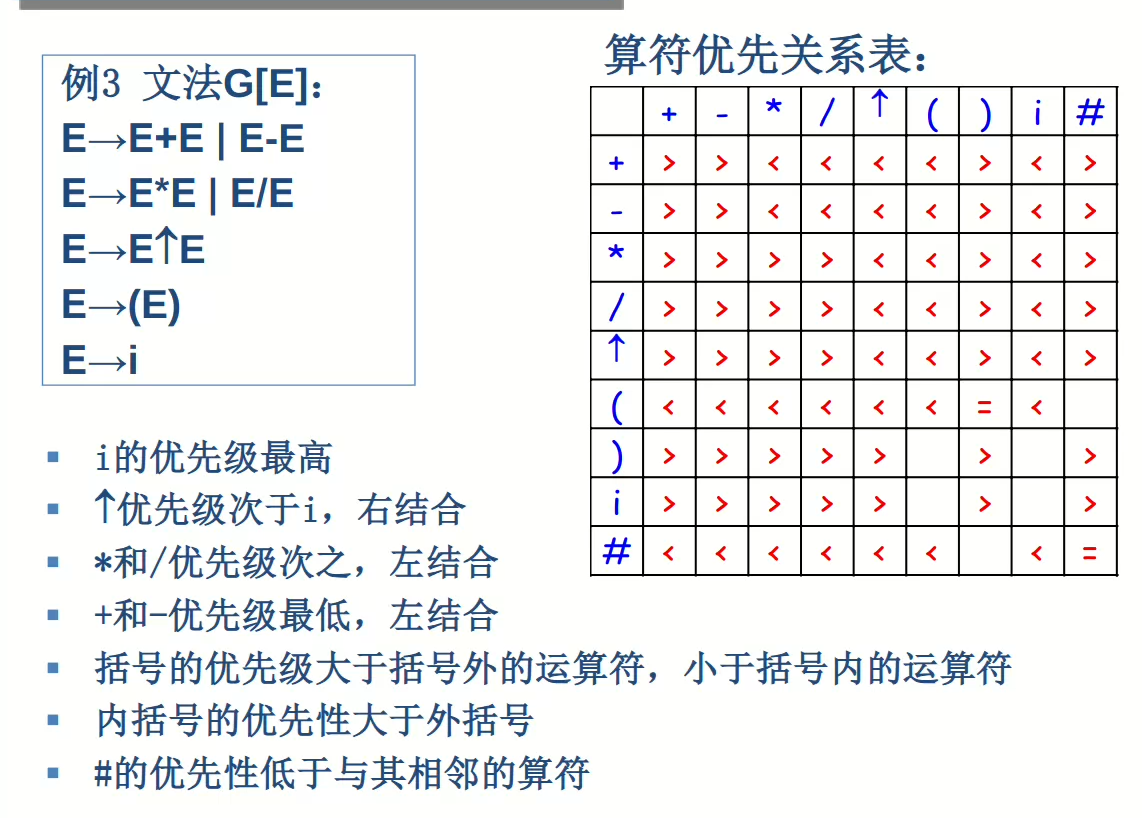 例3 文法G[E]：
E→E+E | E-E
E→E*E | E/E
E→E↑E
E→(E)
E→i
算符优先关系表：
+ - * / ↑ ( ) i #
+ > > < < < < > < >
- > > < < < < > < >
* > > > > < < > < >
/ > > > > < < > < >
↑ > > > > < < > < >
( < < < < < < = <
) > > > > > > >
i > > > > > > >
# < < < < < < < =
▪ i的优先级最高
▪ ↑优先级次于i，右结合
▪ *和/优先级次之，左结合
▪ +和-优先级最低，左结合
▪ 括号的优先级大于括号外的运算符，小于括号内的运算符
▪ 内括号的优先性大于外括号
▪ #的优先性低于与其相邻的算符